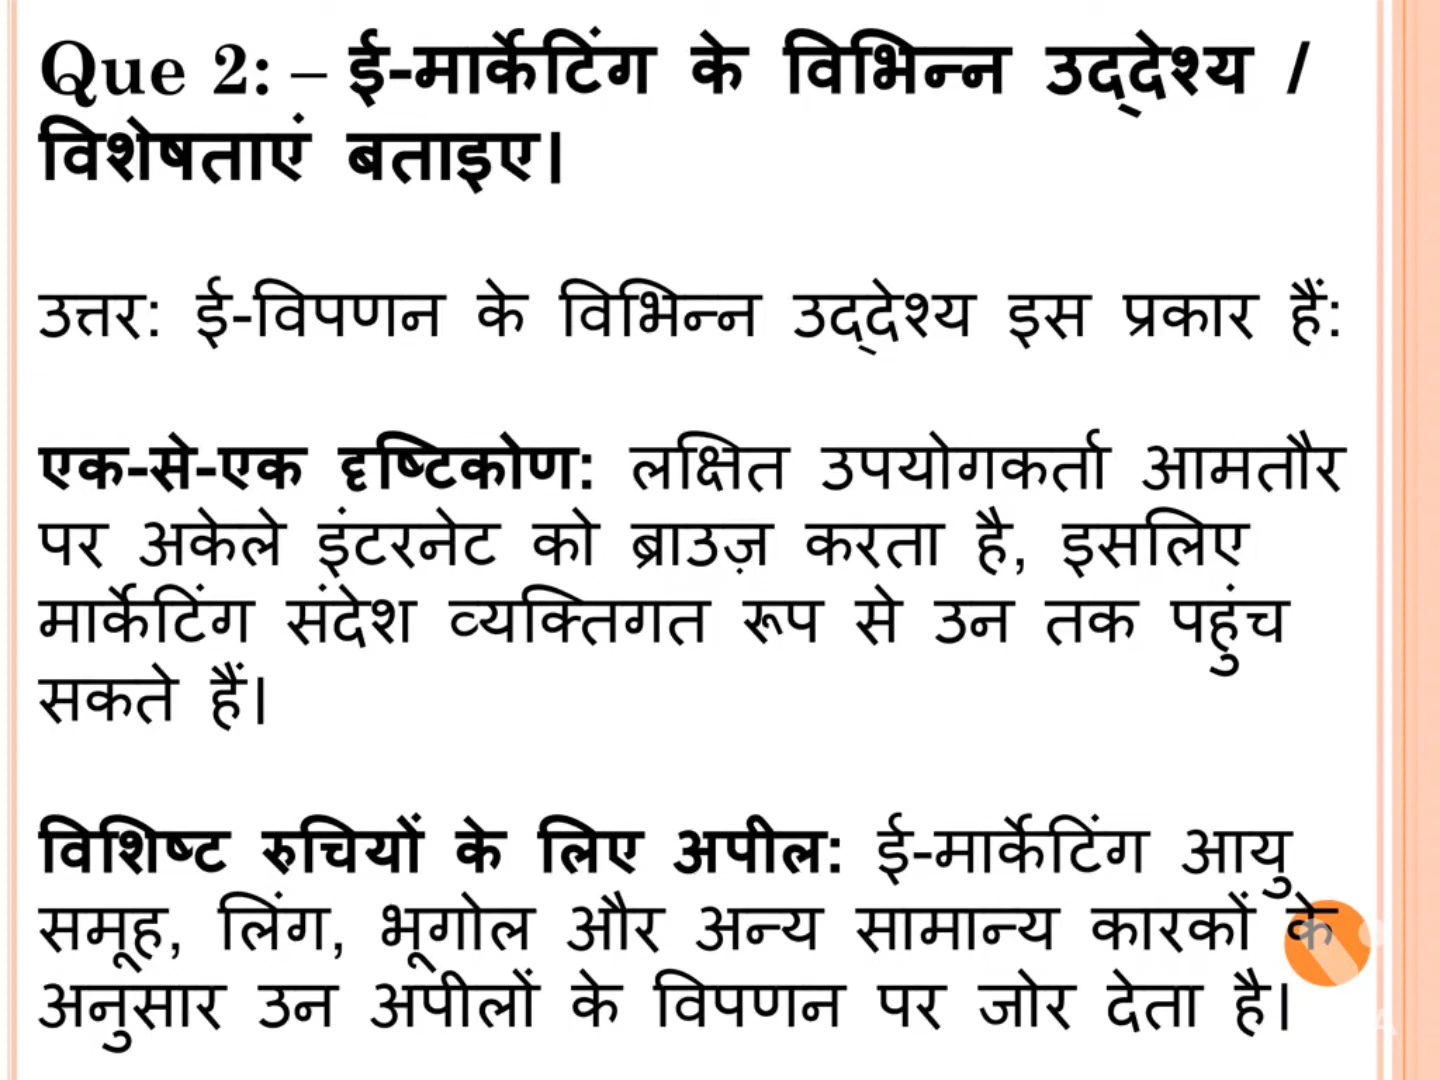 Que 2: – ई-मार्केटिंग के विभिन्न उद्देश्य /
विशेषताएं बताइए।
उत्तर: ई-विपणन के विभिन्न उद्देश्य इस प्रकार हैं:
एक-से-एक दृष्टिकोण: लक्षित उपयोगकर्ता आमतौर
पर अकेले इंटरनेट को ब्राउज़ करता है, इसलिए
मार्केटिंग संदेश व्यक्तिगत रूप से उन तक पहुंच
सकते हैं।
विशिष्ट रुचियों के लिए अपील: ई-मार्केटिंग आयु
समूह, लिंग, भूगोल और अन्य सामान्य कारकों के
अनुसार उन अपीलों के विपणन पर जोर देता है।